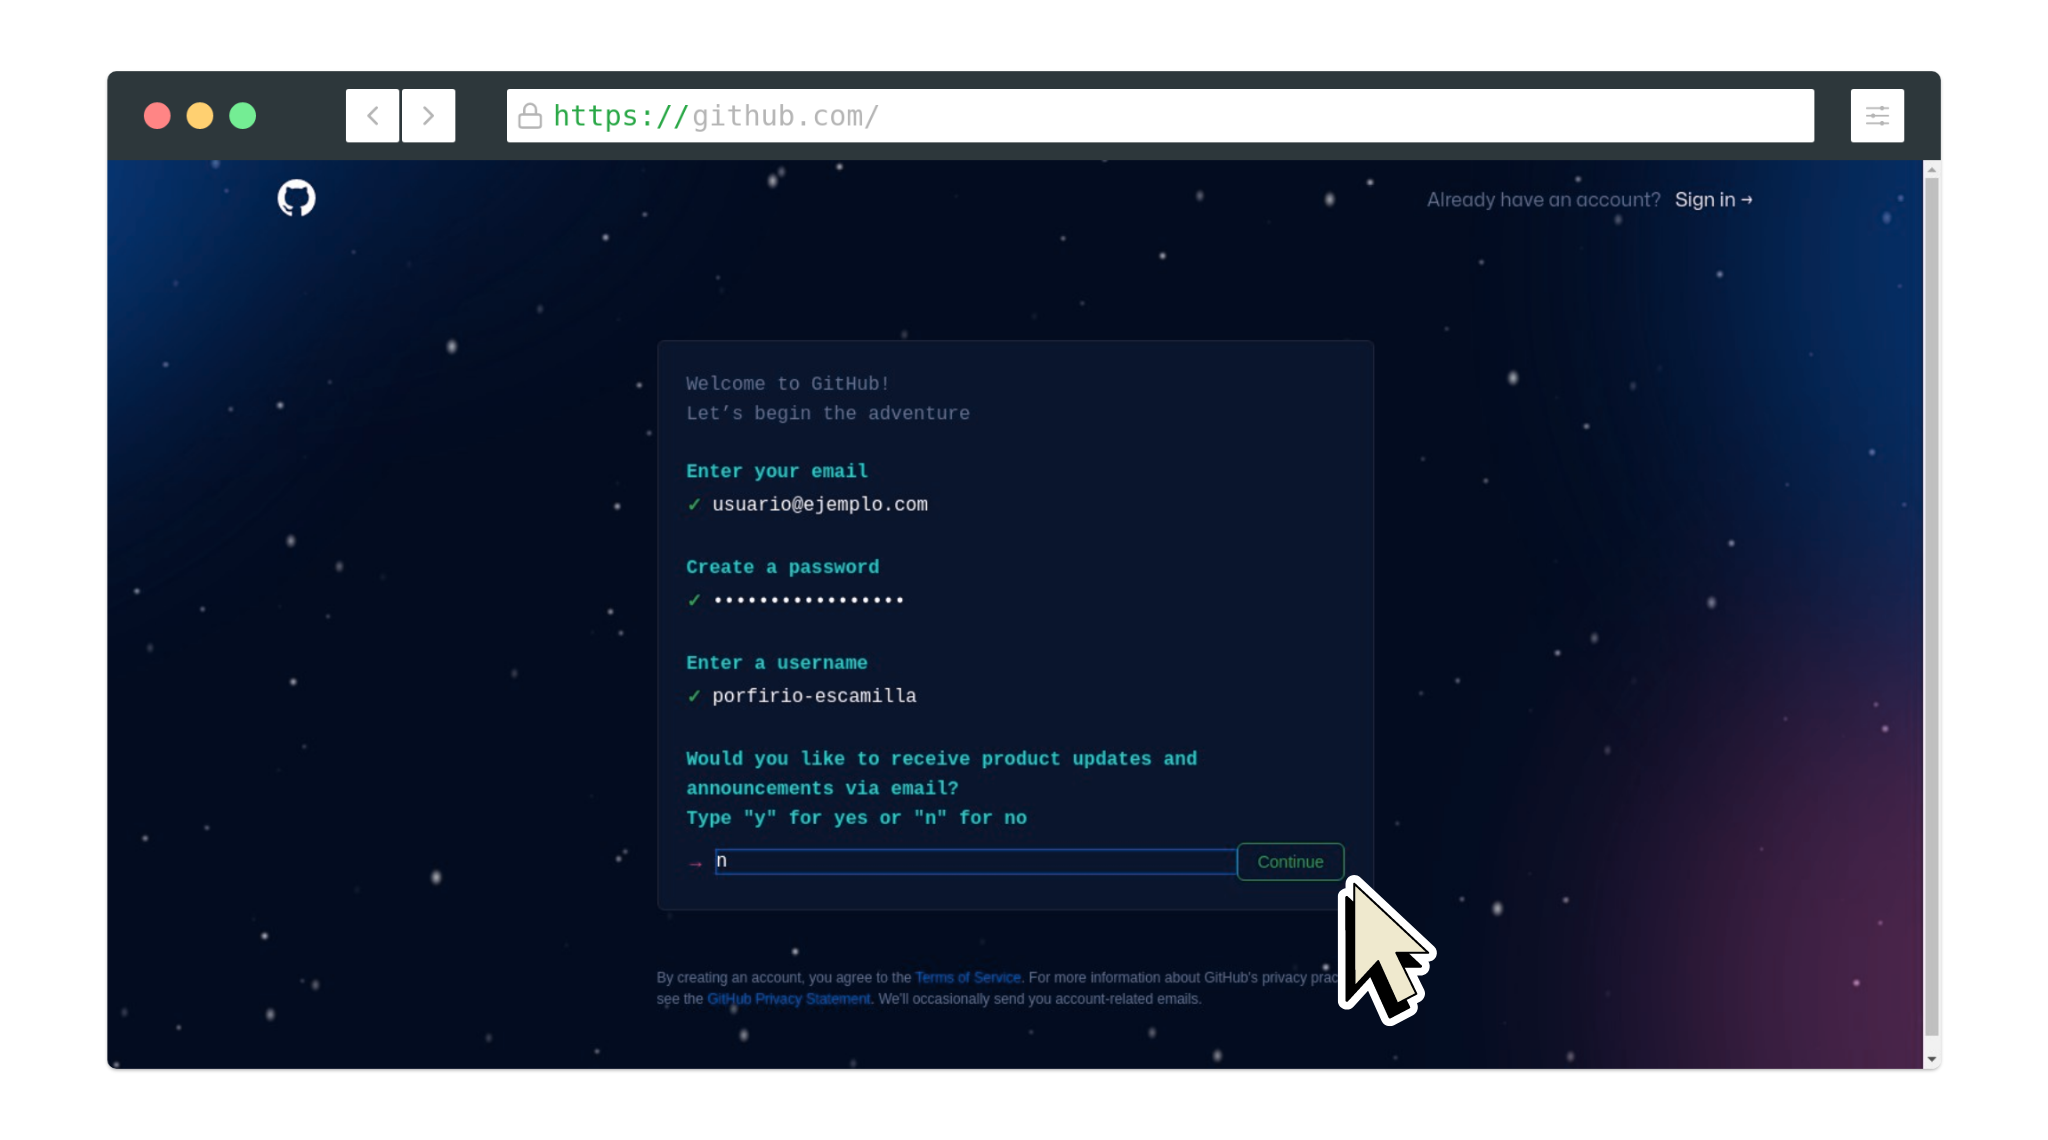 https://github.com/
Already have an account? Sign in →
Welcome to GitHub!
Let’s begin the adventure
Enter your email
✓ usuario@ejemplo.com
Create a password
✓ •••••••••••••••••
Enter a username
✓ porfirio-escamilla
Would you like to receive product updates and
announcements via email?
Type "y" for yes or "n" for no
→ n
Continue
By creating an account, you agree to the Terms of Service. For more information about GitHub's privacy
see the GitHub Privacy Statement. We'll occasionally send you account-related emails.